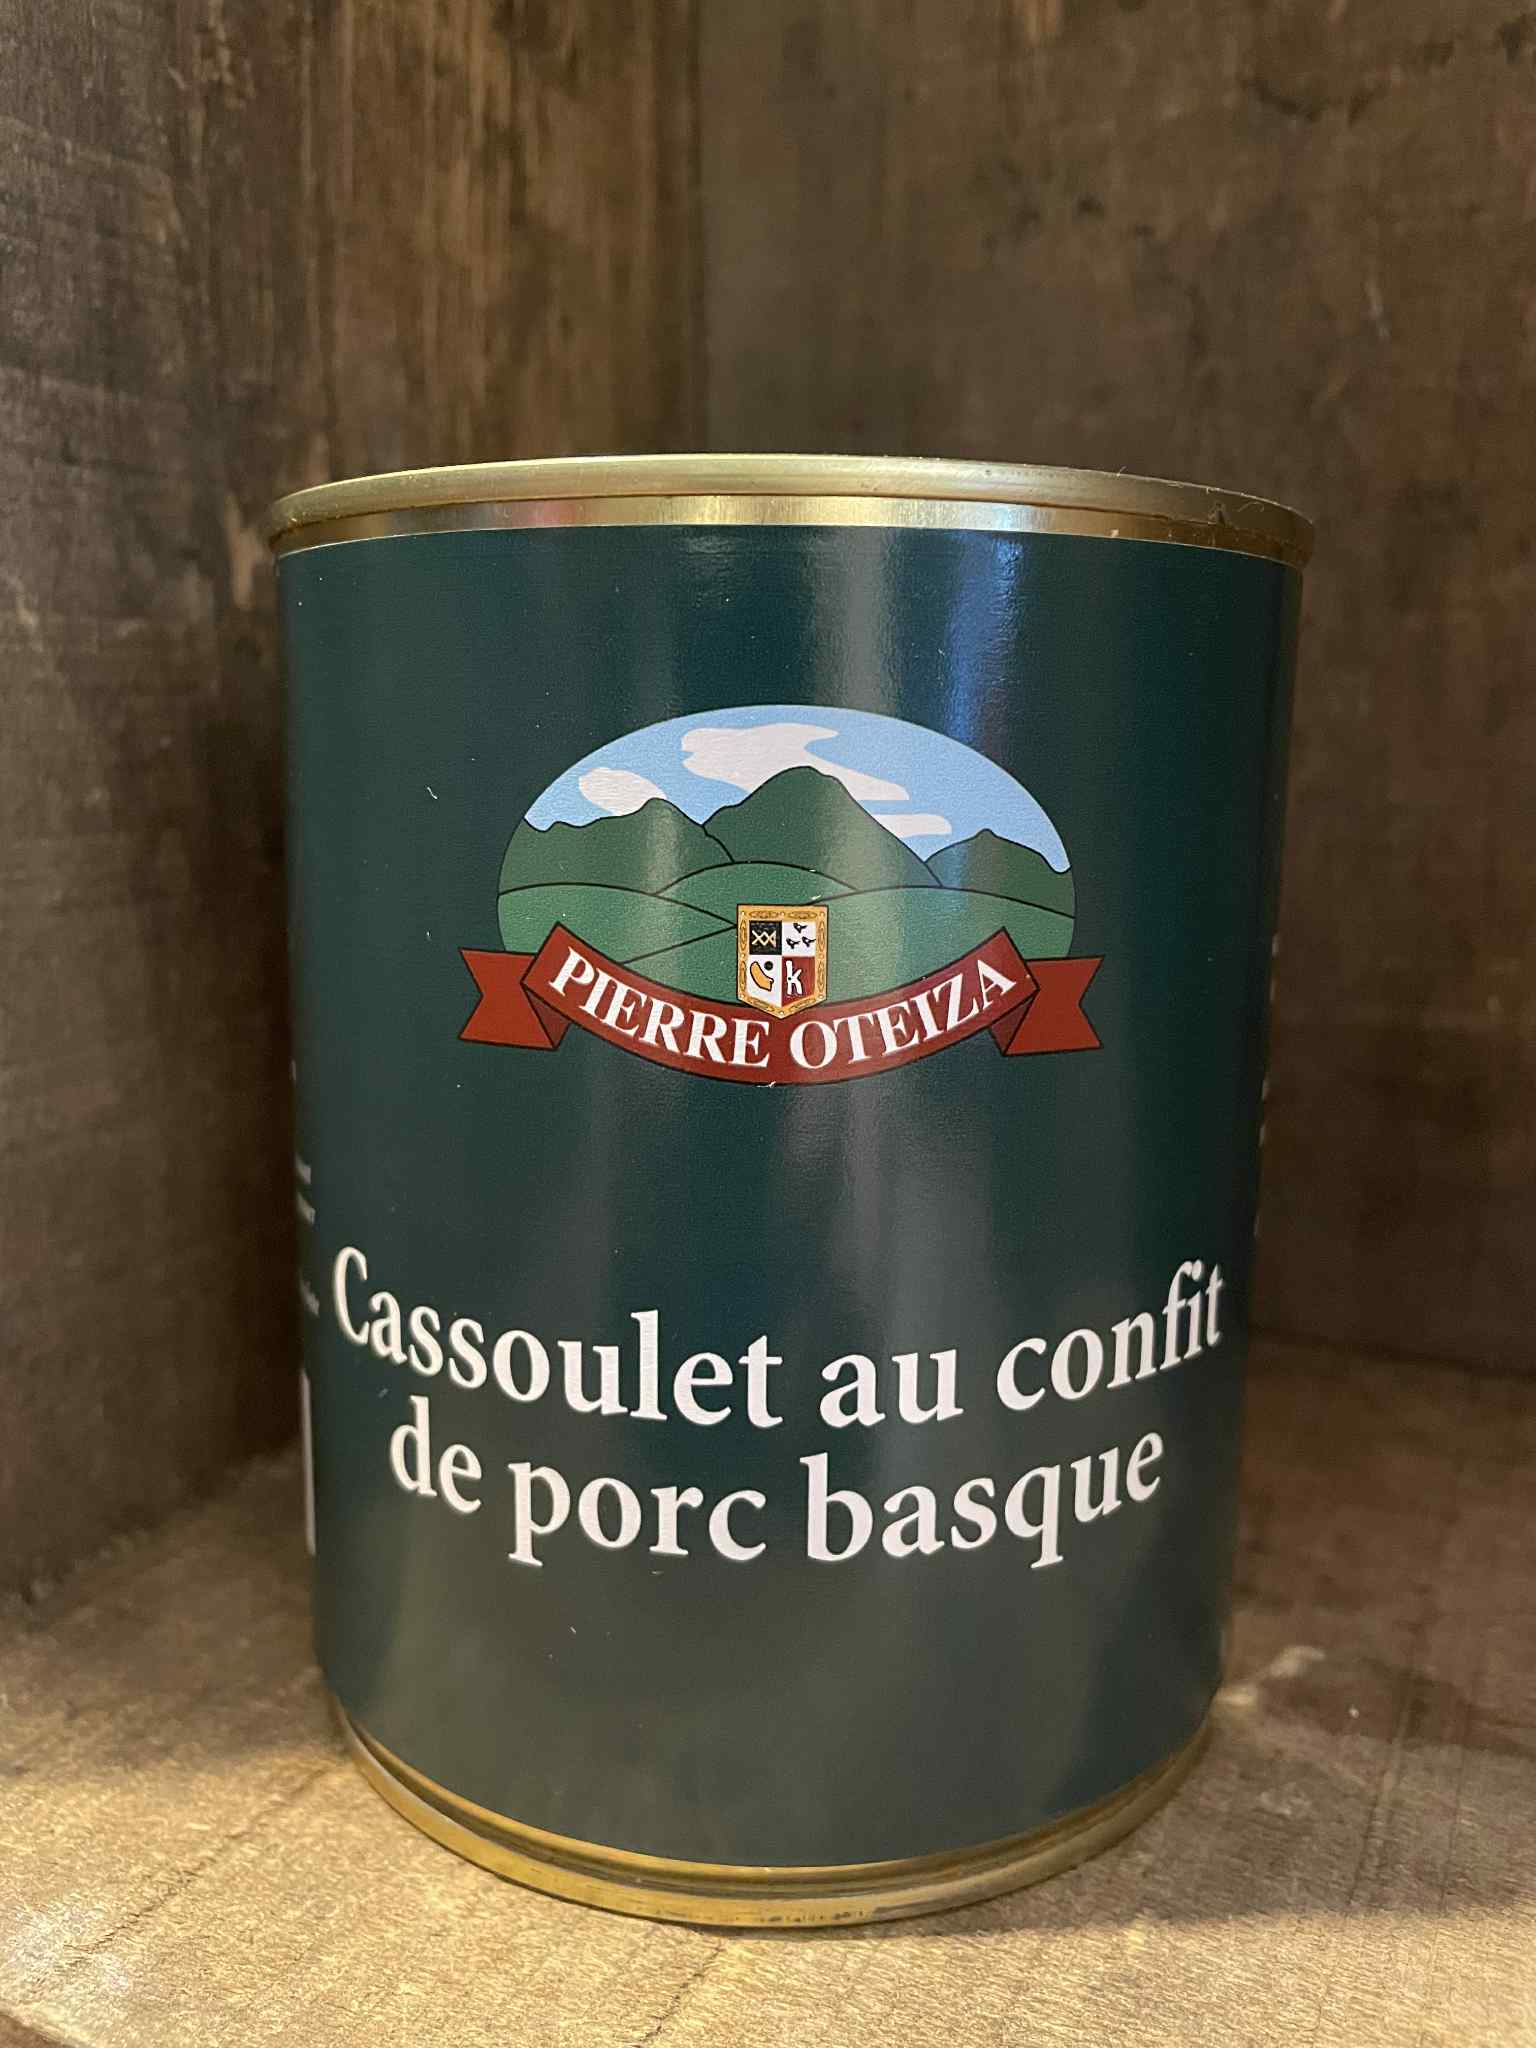 PIERRE OTEIZA
Cassoulet au confit
de porc basque